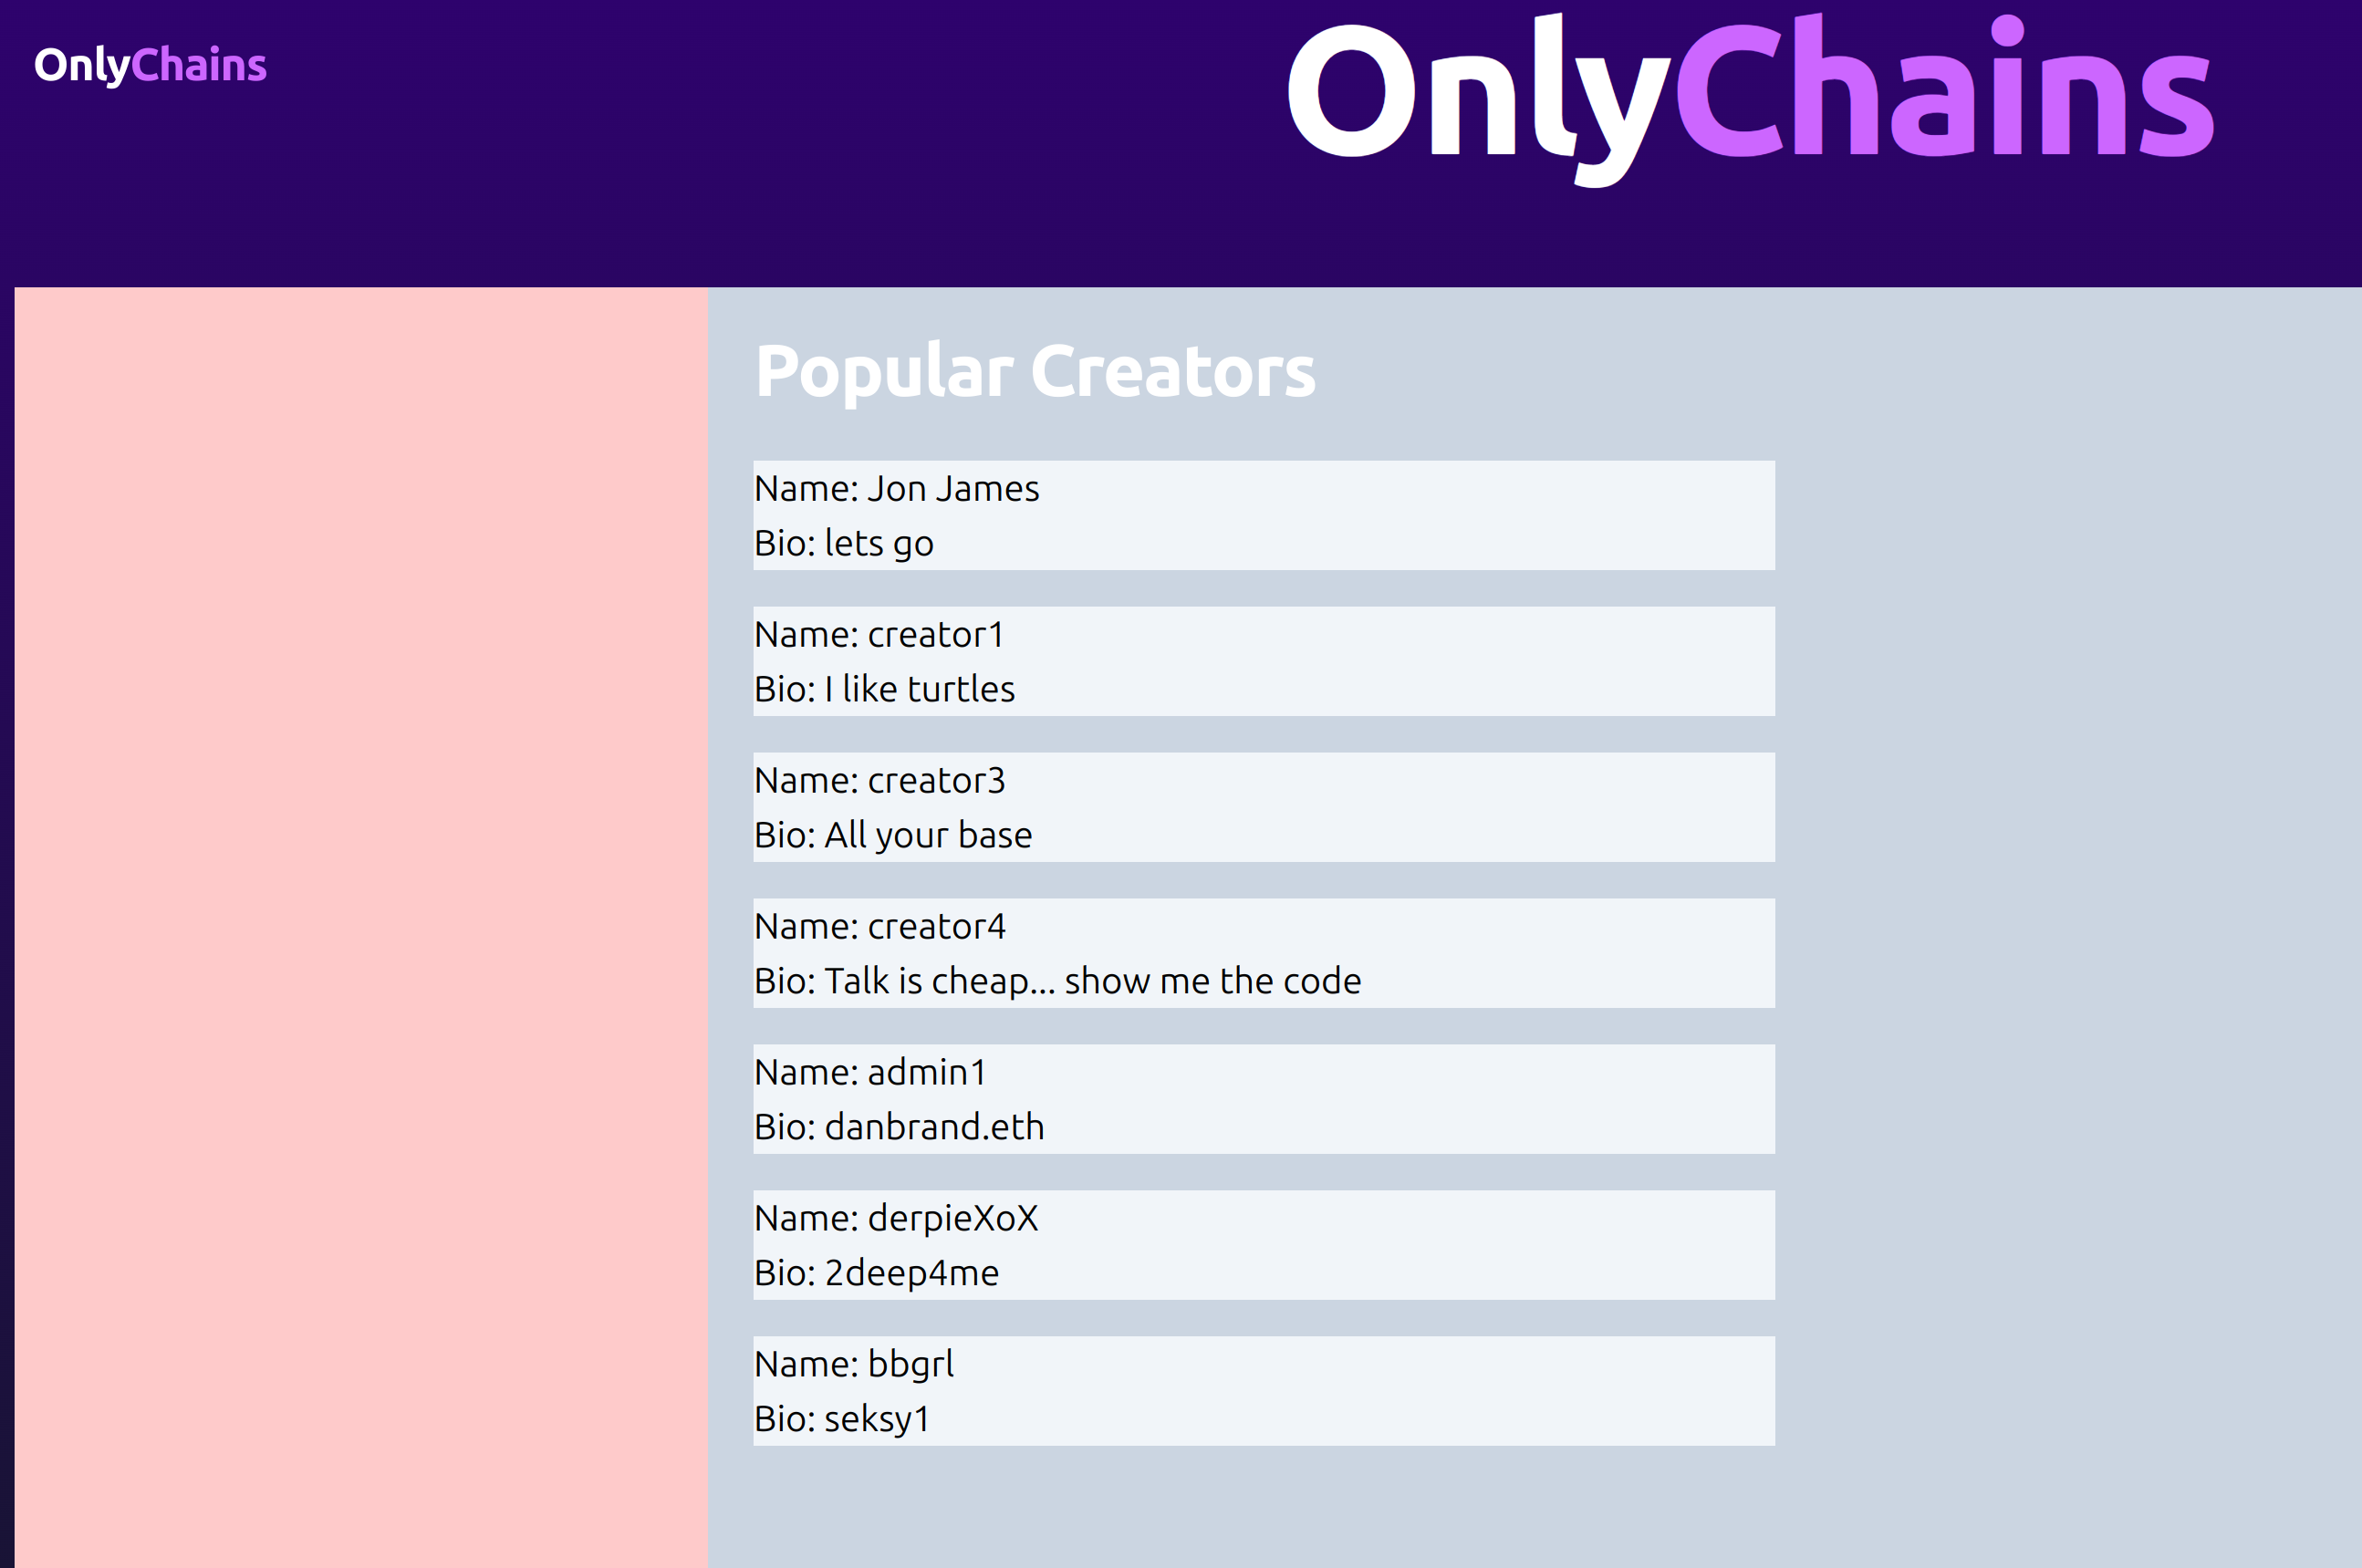 OnlyChains
OnlyChains
Popular Creators
Name: Jon James
Bio: lets go
Name: creator1
Bio: I like turtles
Name: creator3
Bio: All your base
Name: creator4
Bio: Talk is cheap... show me the code
Name: admin1
Bio: danbrand.eth
Name: derpieXoX
Bio: 2deep4me
Name: bbgrl
Bio: seksy1